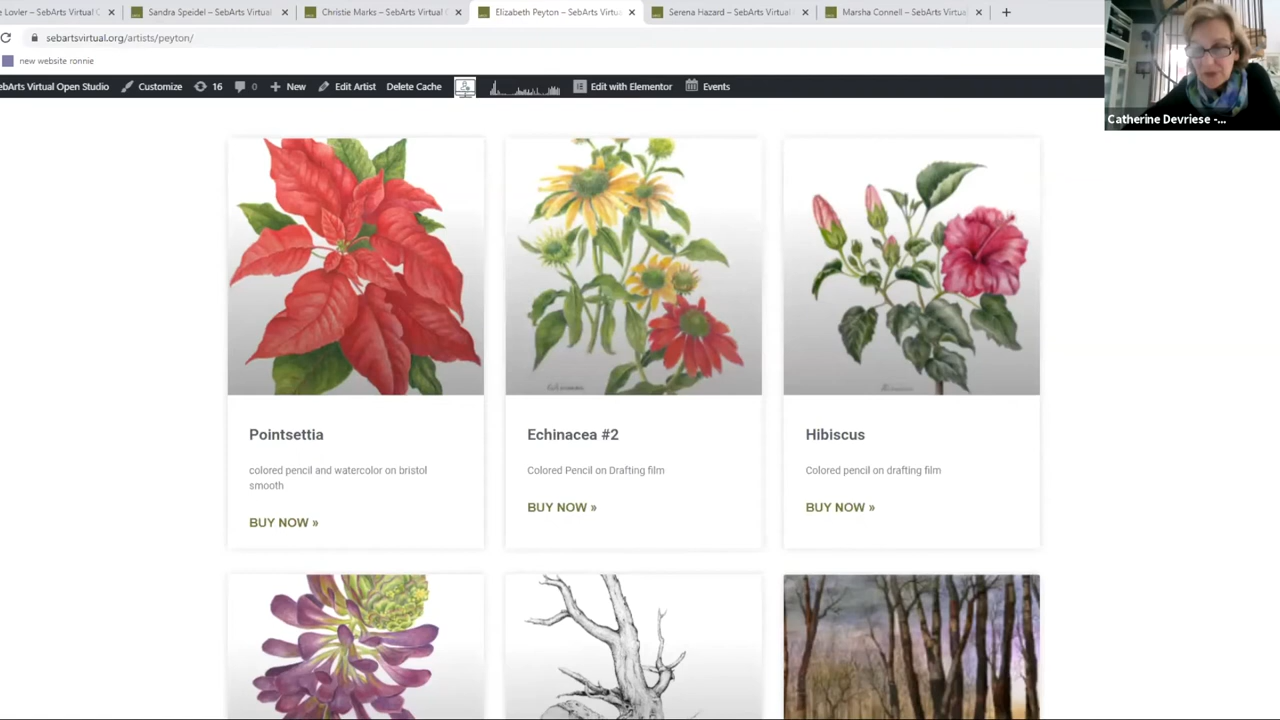 e Lovler – SebArts Virtual O
Sandra Speidel – SebArts Virtual
Christie Marks – SebArts Virtual
Elizabeth Peyton – SebArts Virtu
Serena Hazard – SebArts Virtual
Marsha Connell – SebArts Virtua
sebartsvirtual.org/artists/peyton/
new website ronnie
ebArts Virtual Open Studio
Customize
16
0
New
Edit Artist
Delete Cache
Edit with Elementor
Events
Catherine Devriese -...
Pointsettia
colored pencil and watercolor on bristol
smooth
BUY NOW »
Echinacea #2
Colored Pencil on Drafting film
BUY NOW »
Hibiscus
Colored pencil on drafting film
BUY NOW »